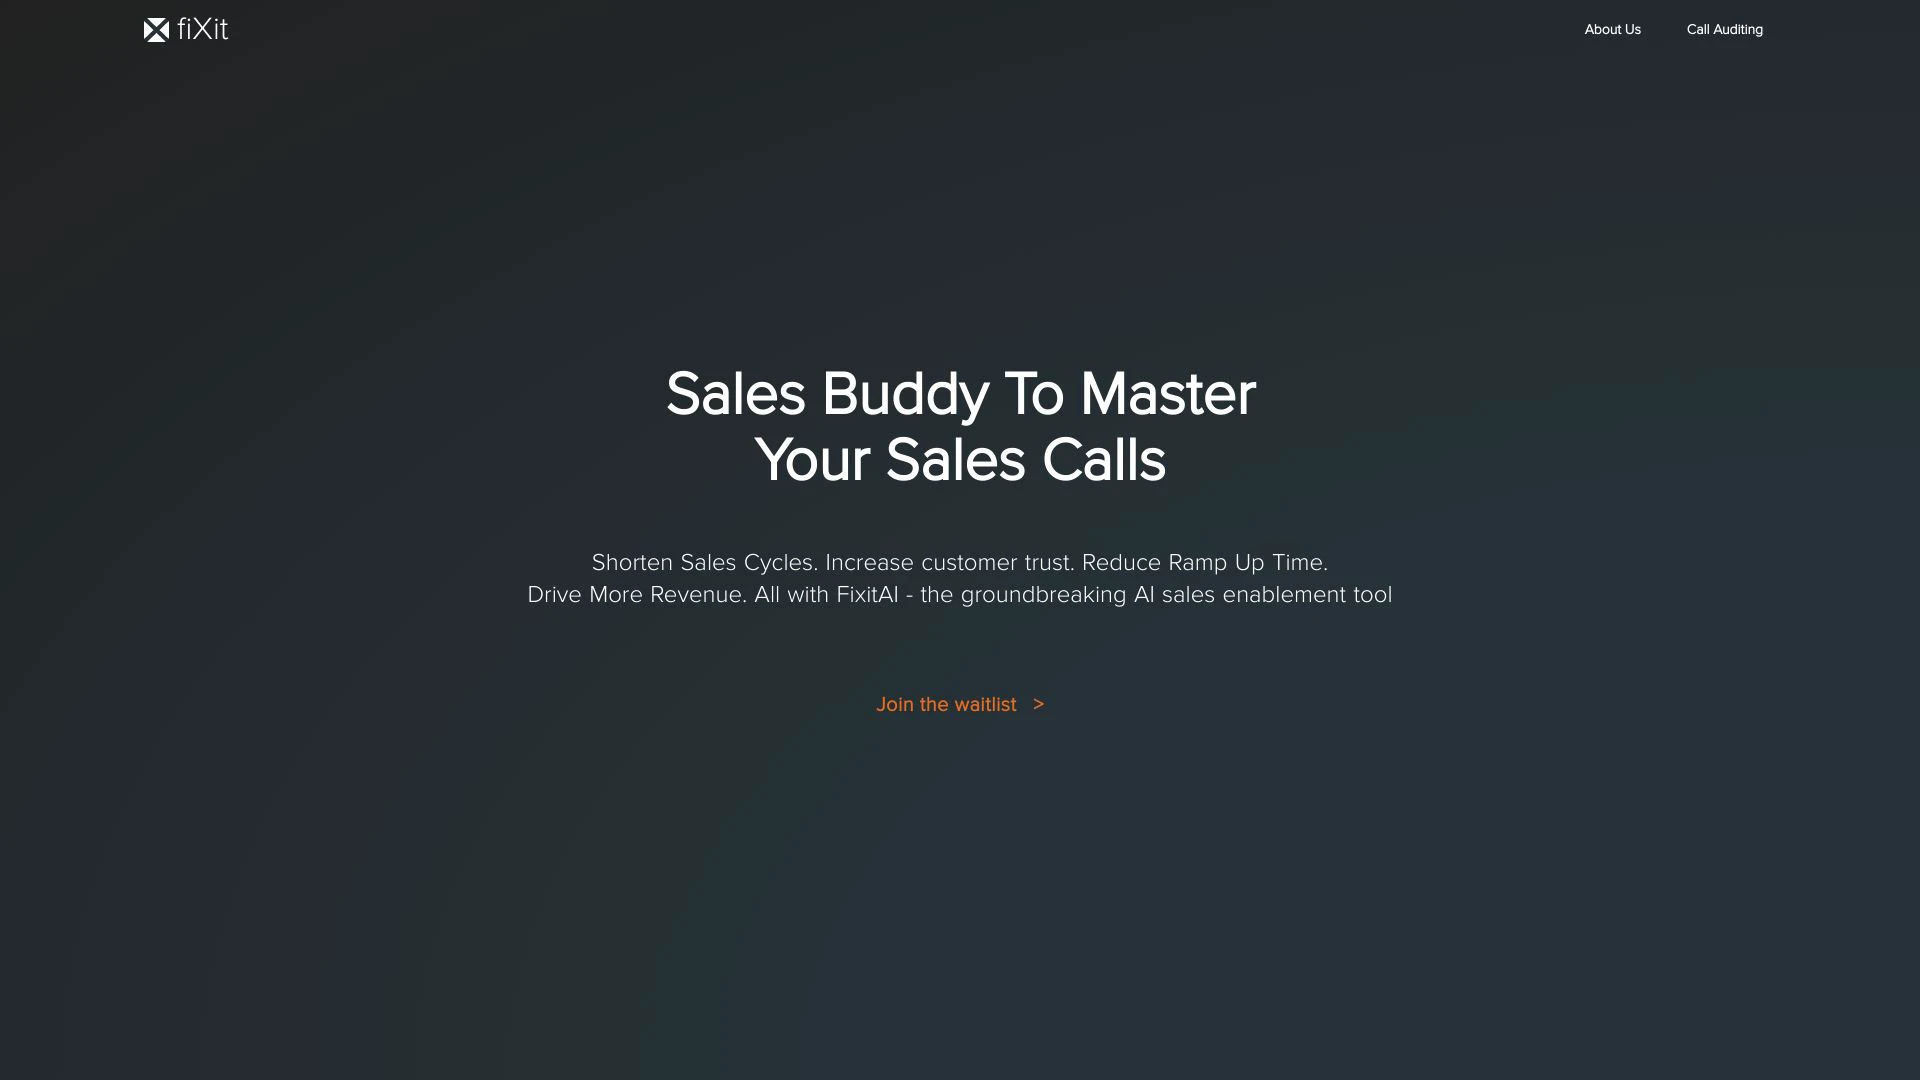 fiXit
About Us
Call Auditing
Sales Buddy To Master
Your Sales Calls
Shorten Sales Cycles. Increase customer trust. Reduce Ramp Up Time.
Drive More Revenue. All with FixitAI - the groundbreaking AI sales enablement tool
Join the waitlist >